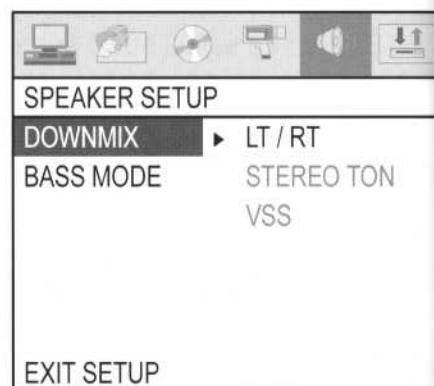 SPEAKER SETUP
DOWNMIX ▸ LT / RT
BASS MODE STEREO TON
VSS
EXIT SETUP